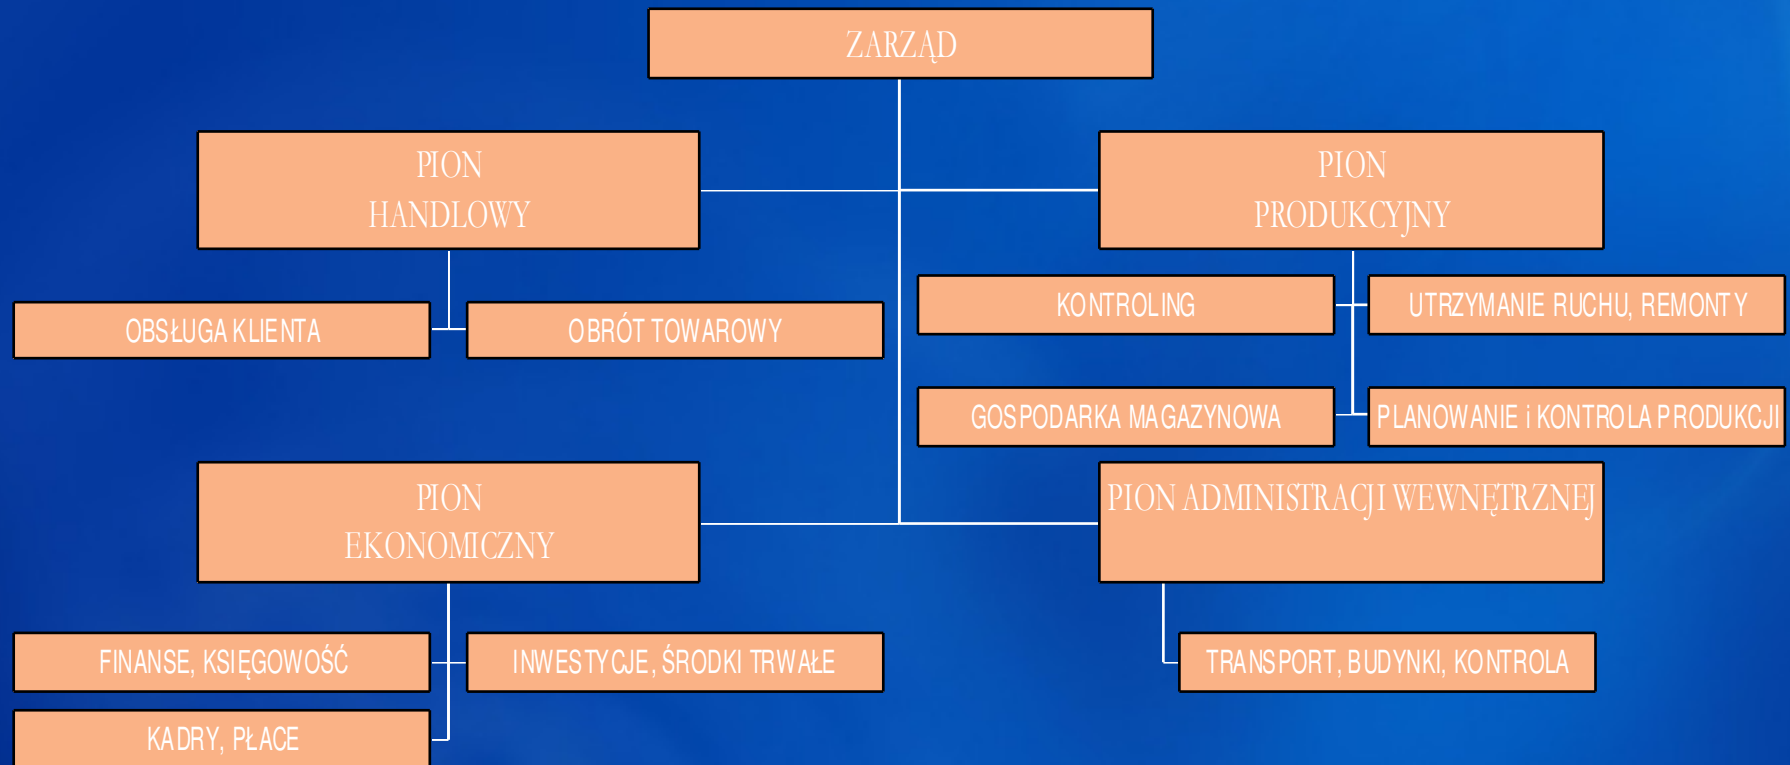 ZARZĄD
PION
HANDLOWY
PION
PRODUKCYJNY
OBSŁUGA KLIENTA
OBRÓT TOWAROWY
KONTROLING
UTRZYMANIE RUCHU, REMONTY
GOSPODARKA MAGAZYNOWA
PLANOWANIE i KONTROLA PRODUKCJI
PION
EKONOMICZNY
PION ADMINISTRACJI WEWNĘTRZNEJ
FINANSE, KSIĘGOWOŚĆ
INWESTYCJE, ŚRODKI TRWAŁE
TRANSPORT, BUDYNKI, KONTROLA
KADRY, PŁACE